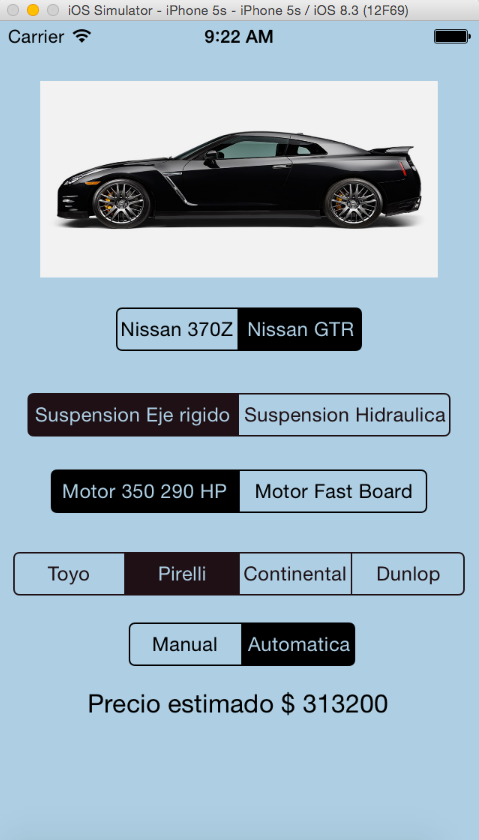 iOS Simulator - iPhone 5s - iPhone 5s / iOS 8.3 (12F69)
Carrier 9:22 AM
Nissan 370Z Nissan GTR
Suspension Eje rigido Suspension Hidraulica
Motor 350 290 HP Motor Fast Board
Toyo Pirelli Continental Dunlop
Manual Automatica
Precio estimado $ 313200